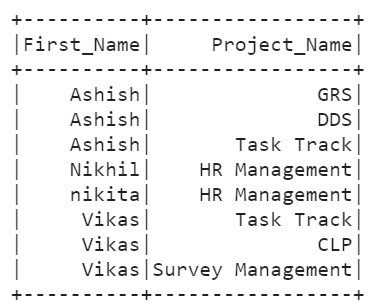 +----------+-----------------+
|First_Name|     Project_Name|
+----------+-----------------+
|    Ashish|              GRS|
|    Ashish|              DDS|
|    Ashish|       Task Track|
|    Nikhil|    HR Management|
|    nikita|    HR Management|
|     Vikas|       Task Track|
|     Vikas|              CLP|
|     Vikas|Survey Management|
+----------+-----------------+